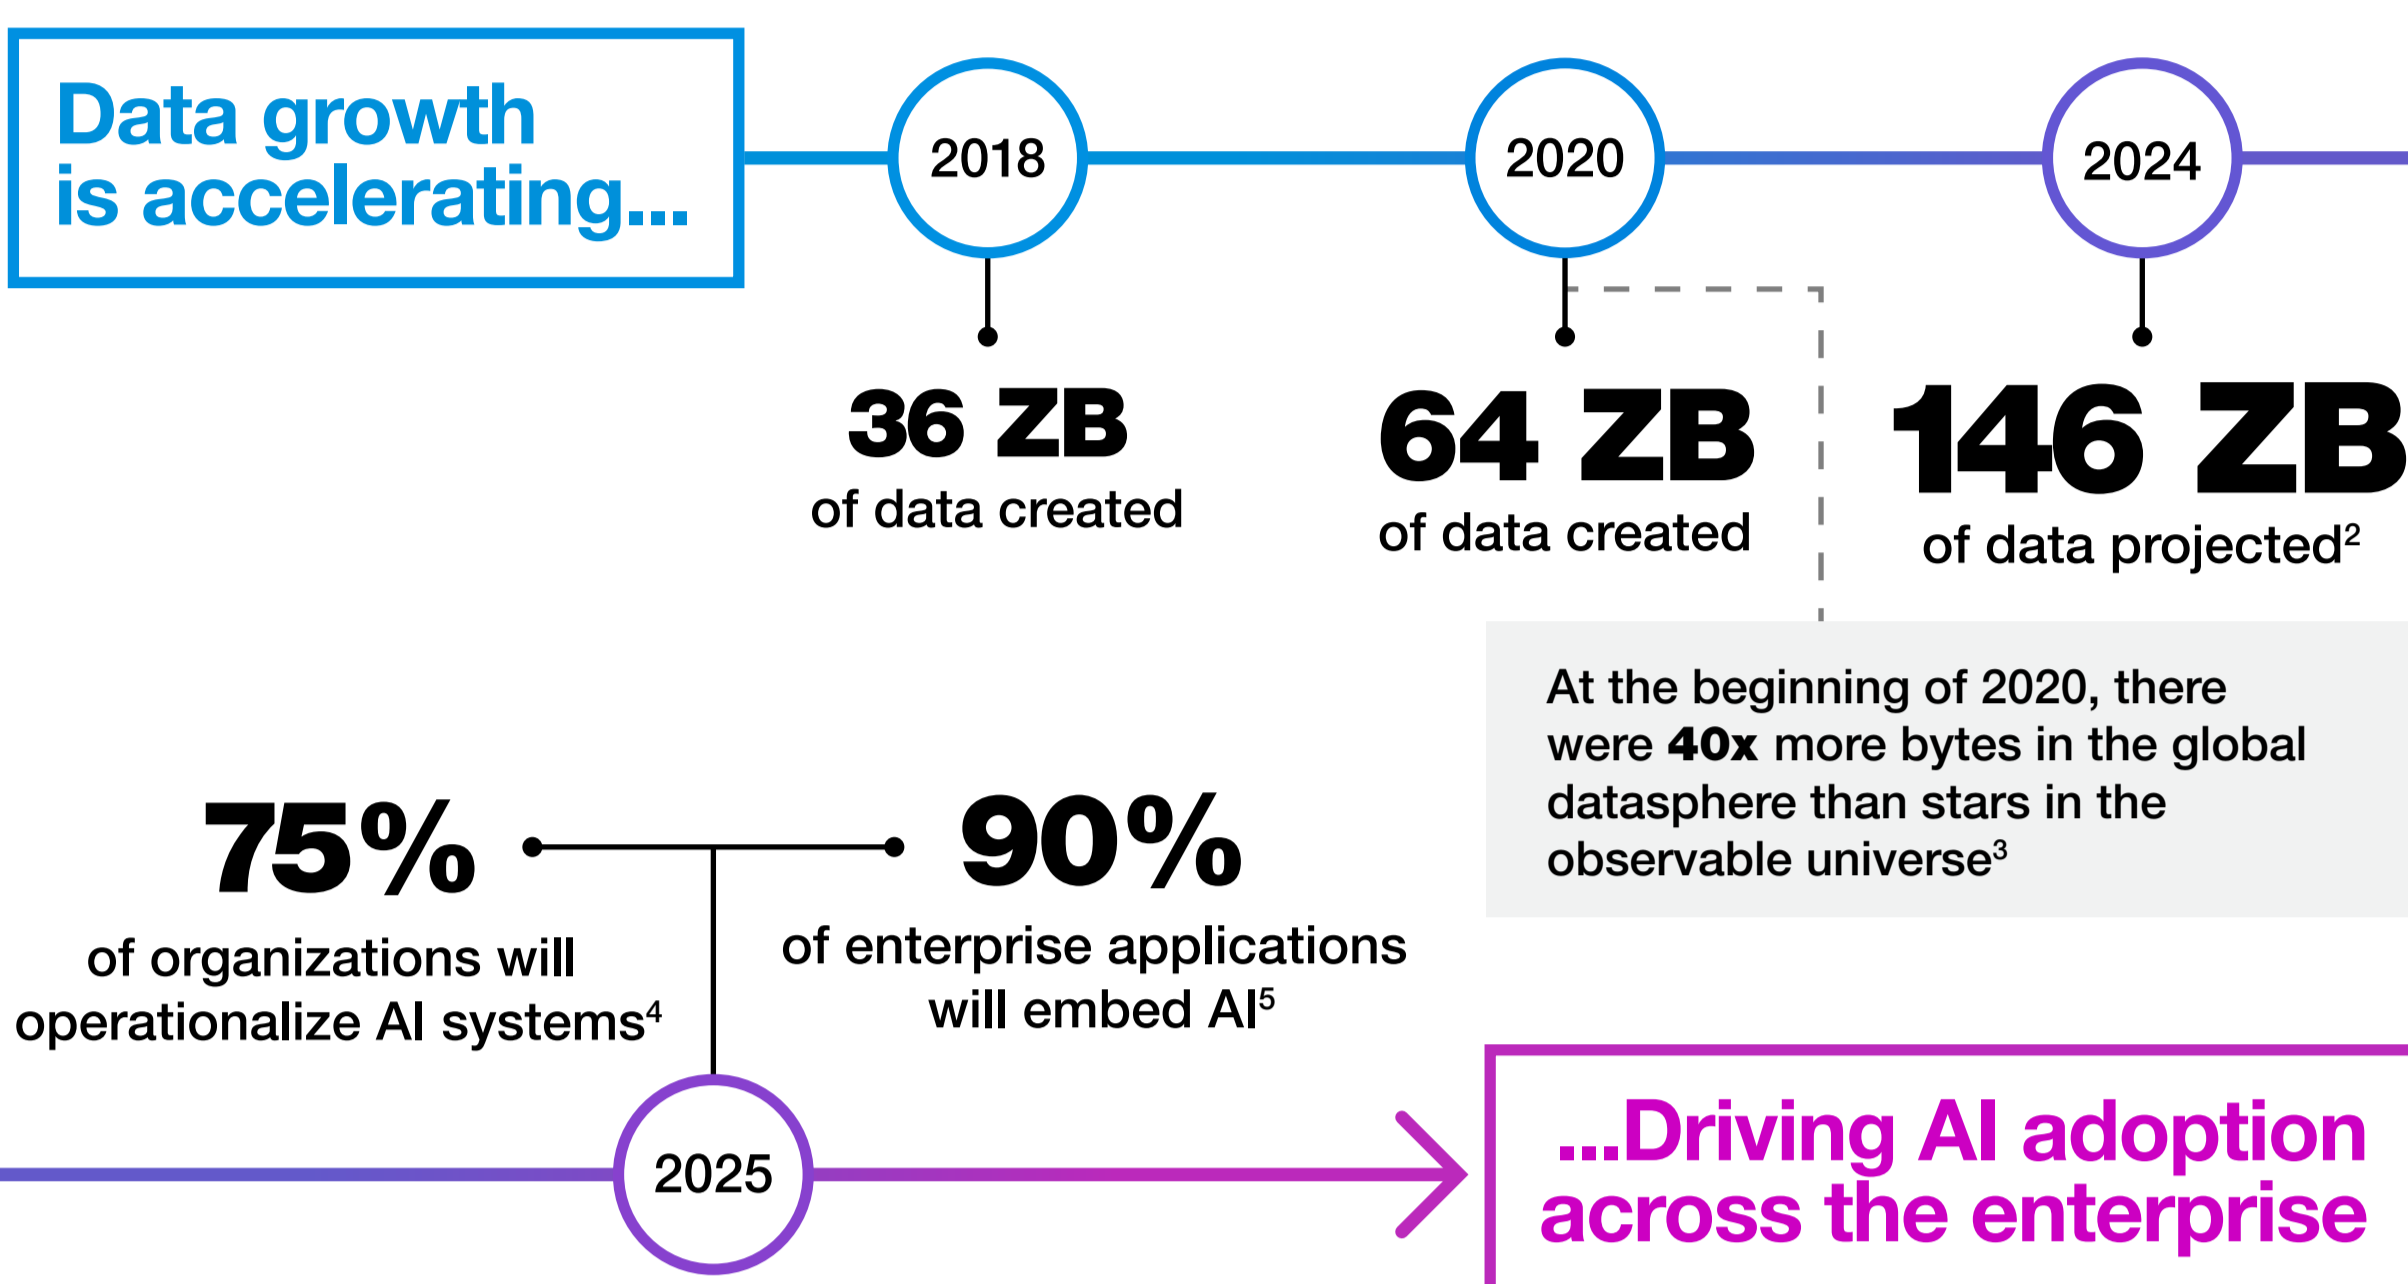 Data growth
is accelerating...
2018
36 ZB
of data created
2020
64 ZB
of data created
2024
146 ZB
of data projected²
At the beginning of 2020, there
were 40x more bytes in the global
datasphere than stars in the
observable universe³
75%
of organizations will
operationalize AI systems⁴
90%
of enterprise applications
will embed AI⁵
2025
...Driving AI adoption
across the enterprise